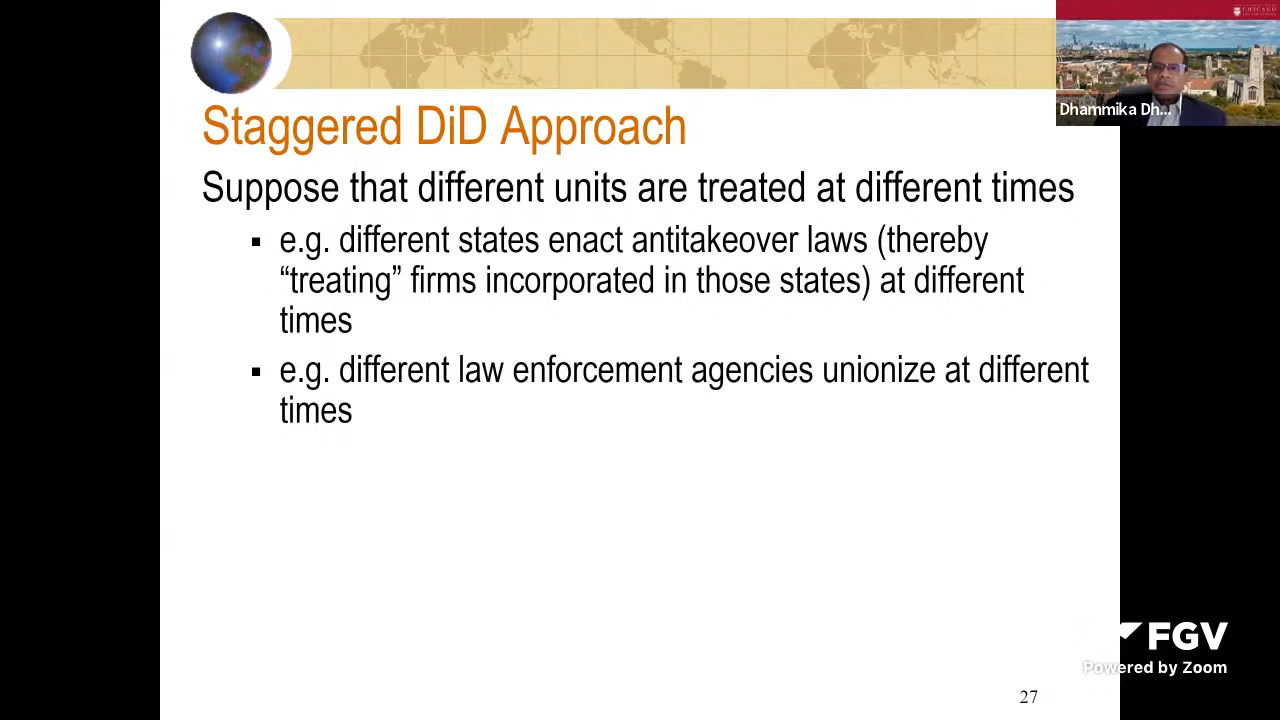 CHICAGO
Dhammika Dh...
Staggered DiD Approach
Suppose that different units are treated at different times
▪ e.g. different states enact antitakeover laws (thereby
“treating” firms incorporated in those states) at different
times
▪ e.g. different law enforcement agencies unionize at different
times
FGV
Powered by Zoom
27